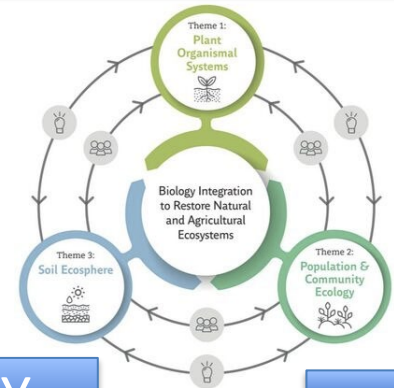 Theme 1:
Plant
Organismal
Systems
Biology Integration
to Restore Natural
and Agricultural
Ecosystems
Theme 3:
Soil Ecosphere
Theme 2:
Population &
Community
Ecology